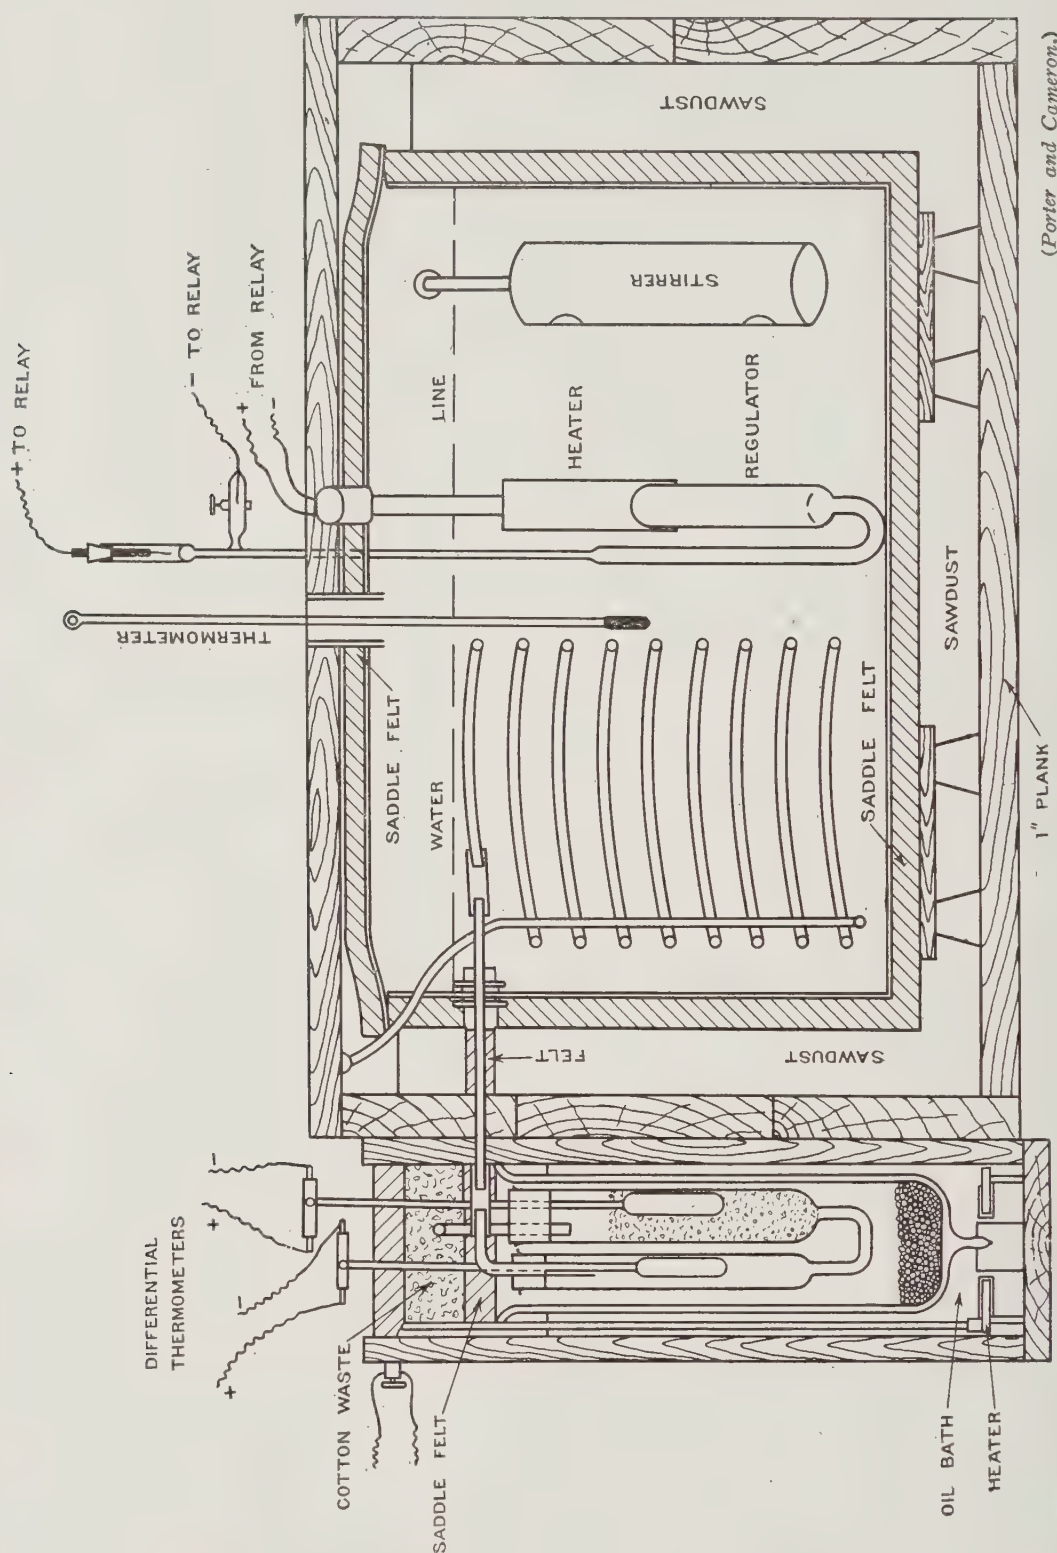 + TO RELAY
- TO RELAY
+
FROM RELAY
-
THERMOMETER
SAWDUST
SADDLE FELT
WATER
LINE
HEATER
REGULATOR
STIRRER
SADDLE FELT
SAWDUST
1" PLANK
FELT
SAWDUST
DIFFERENTIAL
THERMOMETERS
-
+
-
+
COTTON WASTE
SADDLE FELT
OIL BATH
HEATER
(Porter and Cameron.)